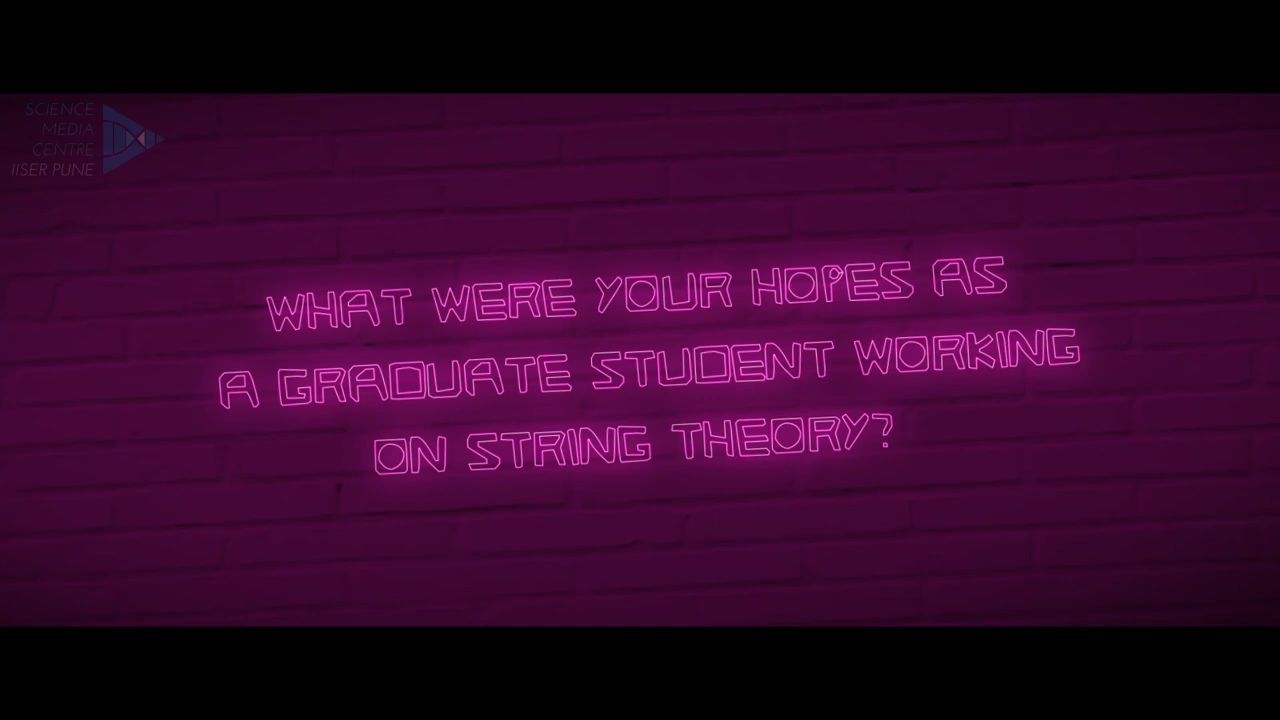 SCIENCE
MEDIA
CENTRE
IISER PUNE
WHAT WERE YOUR HOPES AS
A GRADUATE STUDENT WORKING
ON STRING THEORY?